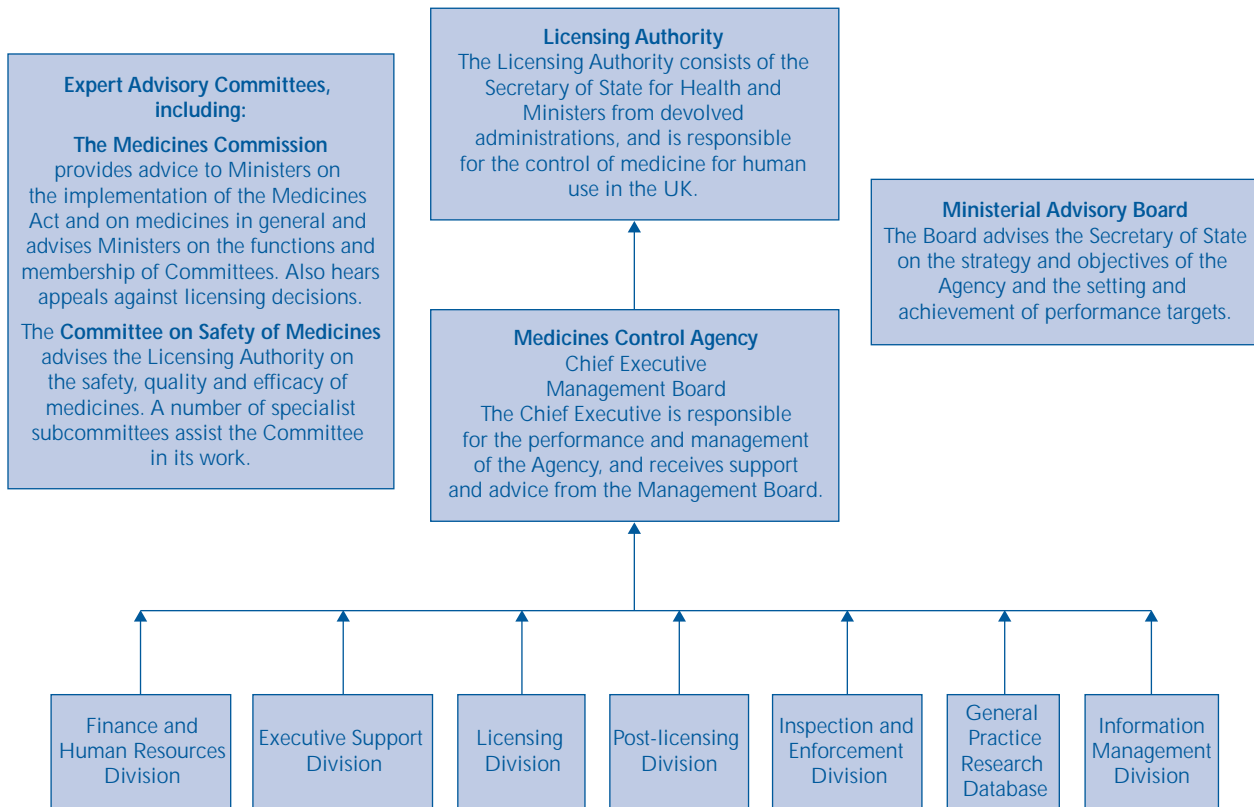 Expert Advisory Committees,
including:
The Medicines Commission
provides advice to Ministers on
the implementation of the Medicines
Act and on medicines in general and
advises Ministers on the functions and
membership of Committees. Also hears
appeals against licensing decisions.
The Committee on Safety of Medicines
advises the Licensing Authority on
the safety, quality and efficacy of
medicines. A number of specialist
subcommittees assist the Committee
in its work.
Licensing Authority
The Licensing Authority consists of the
Secretary of State for Health and
Ministers from devolved
administrations, and is responsible
for the control of medicine for human
use in the UK.
Ministerial Advisory Board
The Board advises the Secretary of State
on the strategy and objectives of the
Agency and the setting and
achievement of performance targets.
Medicines Control Agency
Chief Executive
Management Board
The Chief Executive is responsible
for the performance and management
of the Agency, and receives support
and advice from the Management Board.
Finance and
Human Resources
Division
Executive Support
Division
Licensing
Division
Post-licensing
Division
Inspection and
Enforcement
Division
General
Practice
Research
Database
Information
Management
Division